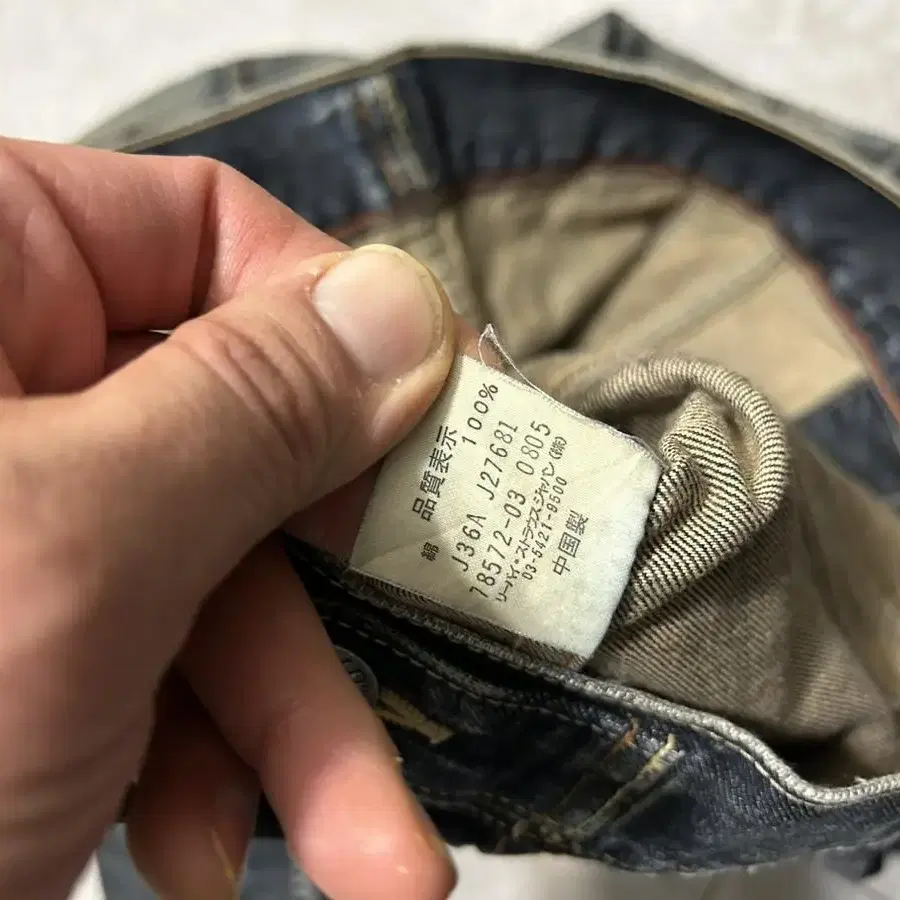 品質表示
綿 100%
J36A J27681
78572-03 0805
リーバイ・ストラウスジャパン(株)
03-5421-9500
中国製